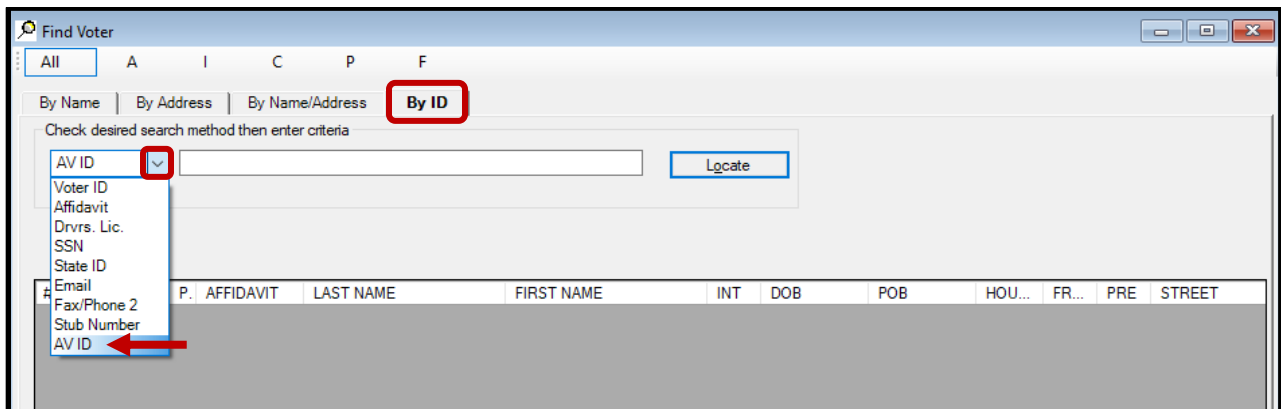 Find Voter
All A I C P F
By Name By Address By Name/Address By ID
Check desired search method then enter criteria
AV ID Locate
Voter ID
Affidavit
Drvrs. Lic.
SSN
State ID
Email
Fax/Phone 2
Stub Number
AV ID
# P. AFFIDAVIT LAST NAME FIRST NAME INT DOB POB HOU... FR... PRE STREET